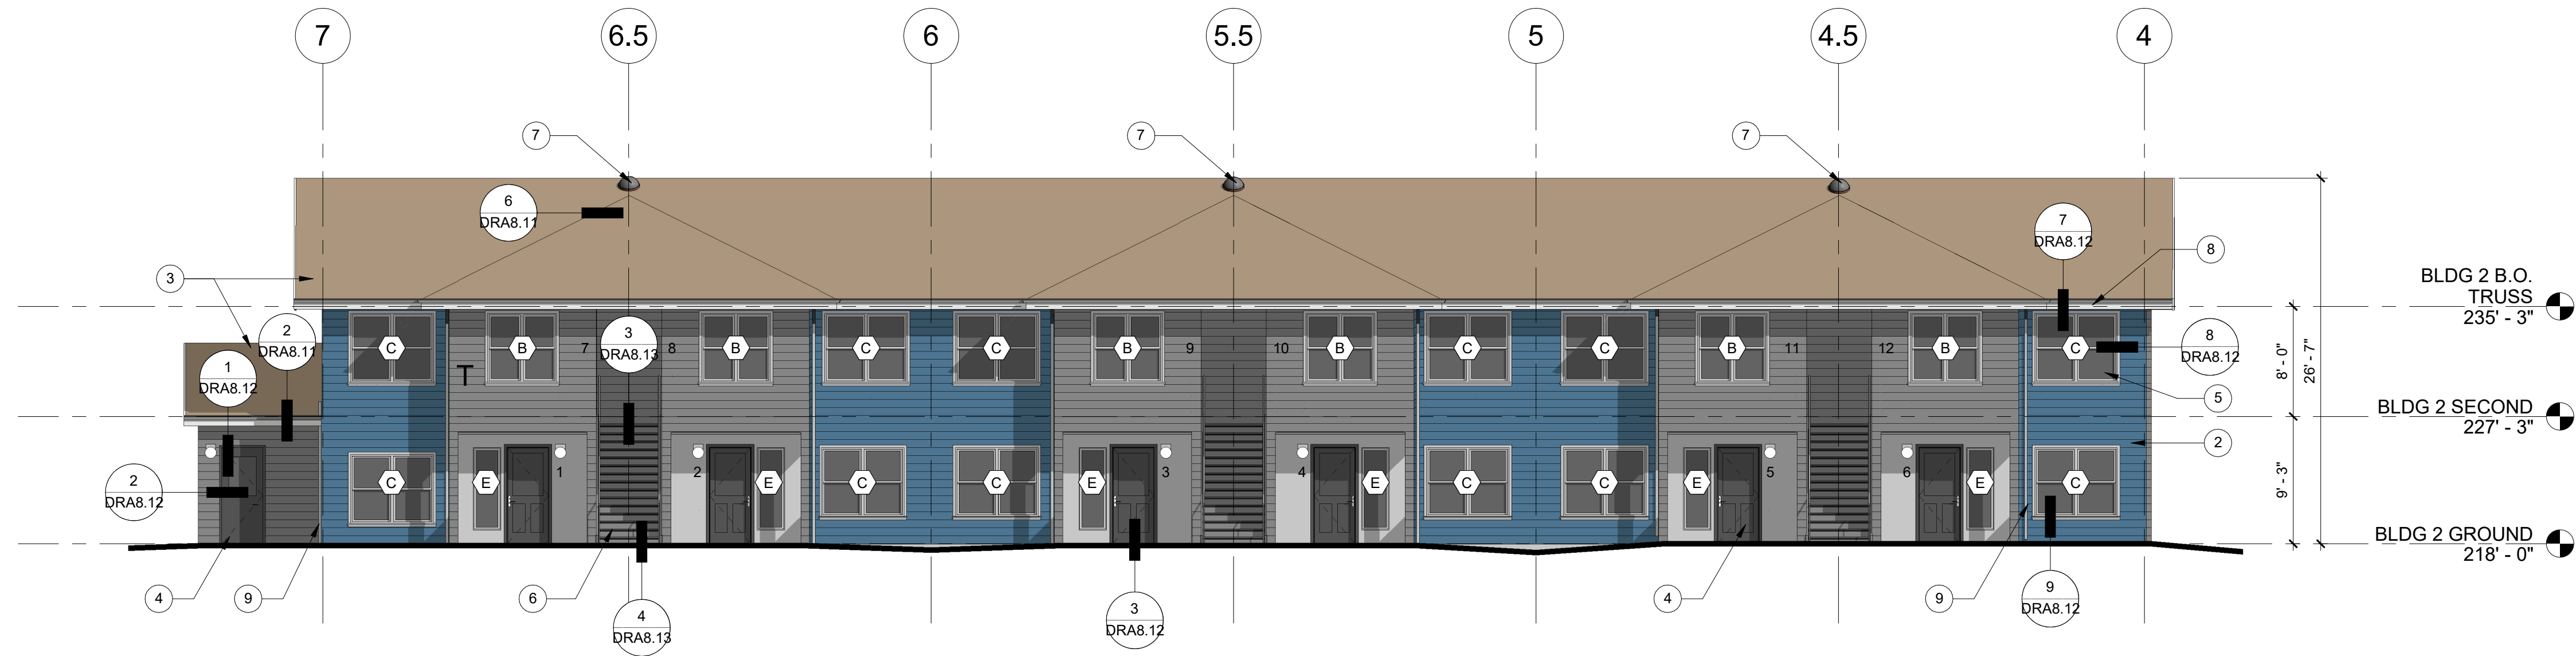 7
6.5
6
5.5
5
4.5
4
7
7
7
6
DRA8.11
7
DRA8.12
8
3
BLDG 2 B.O.
TRUSS
235' - 3"
2
DRA8.11
3
DRA8.13
8
DRA8.12
1
DRA8.12
C
B
7
8
B
C
C
B
9
10
B
C
C
B
11
12
B
C
T
8' - 0"
26' - 7"
5
BLDG 2 SECOND
227' - 3"
2
2
DRA8.12
C
E
1
2
E
C
C
E
3
4
E
C
C
E
5
6
E
C
9' - 3"
BLDG 2 GROUND
218' - 0"
4
9
6
4
DRA8.13
3
DRA8.12
4
9
9
DRA8.12